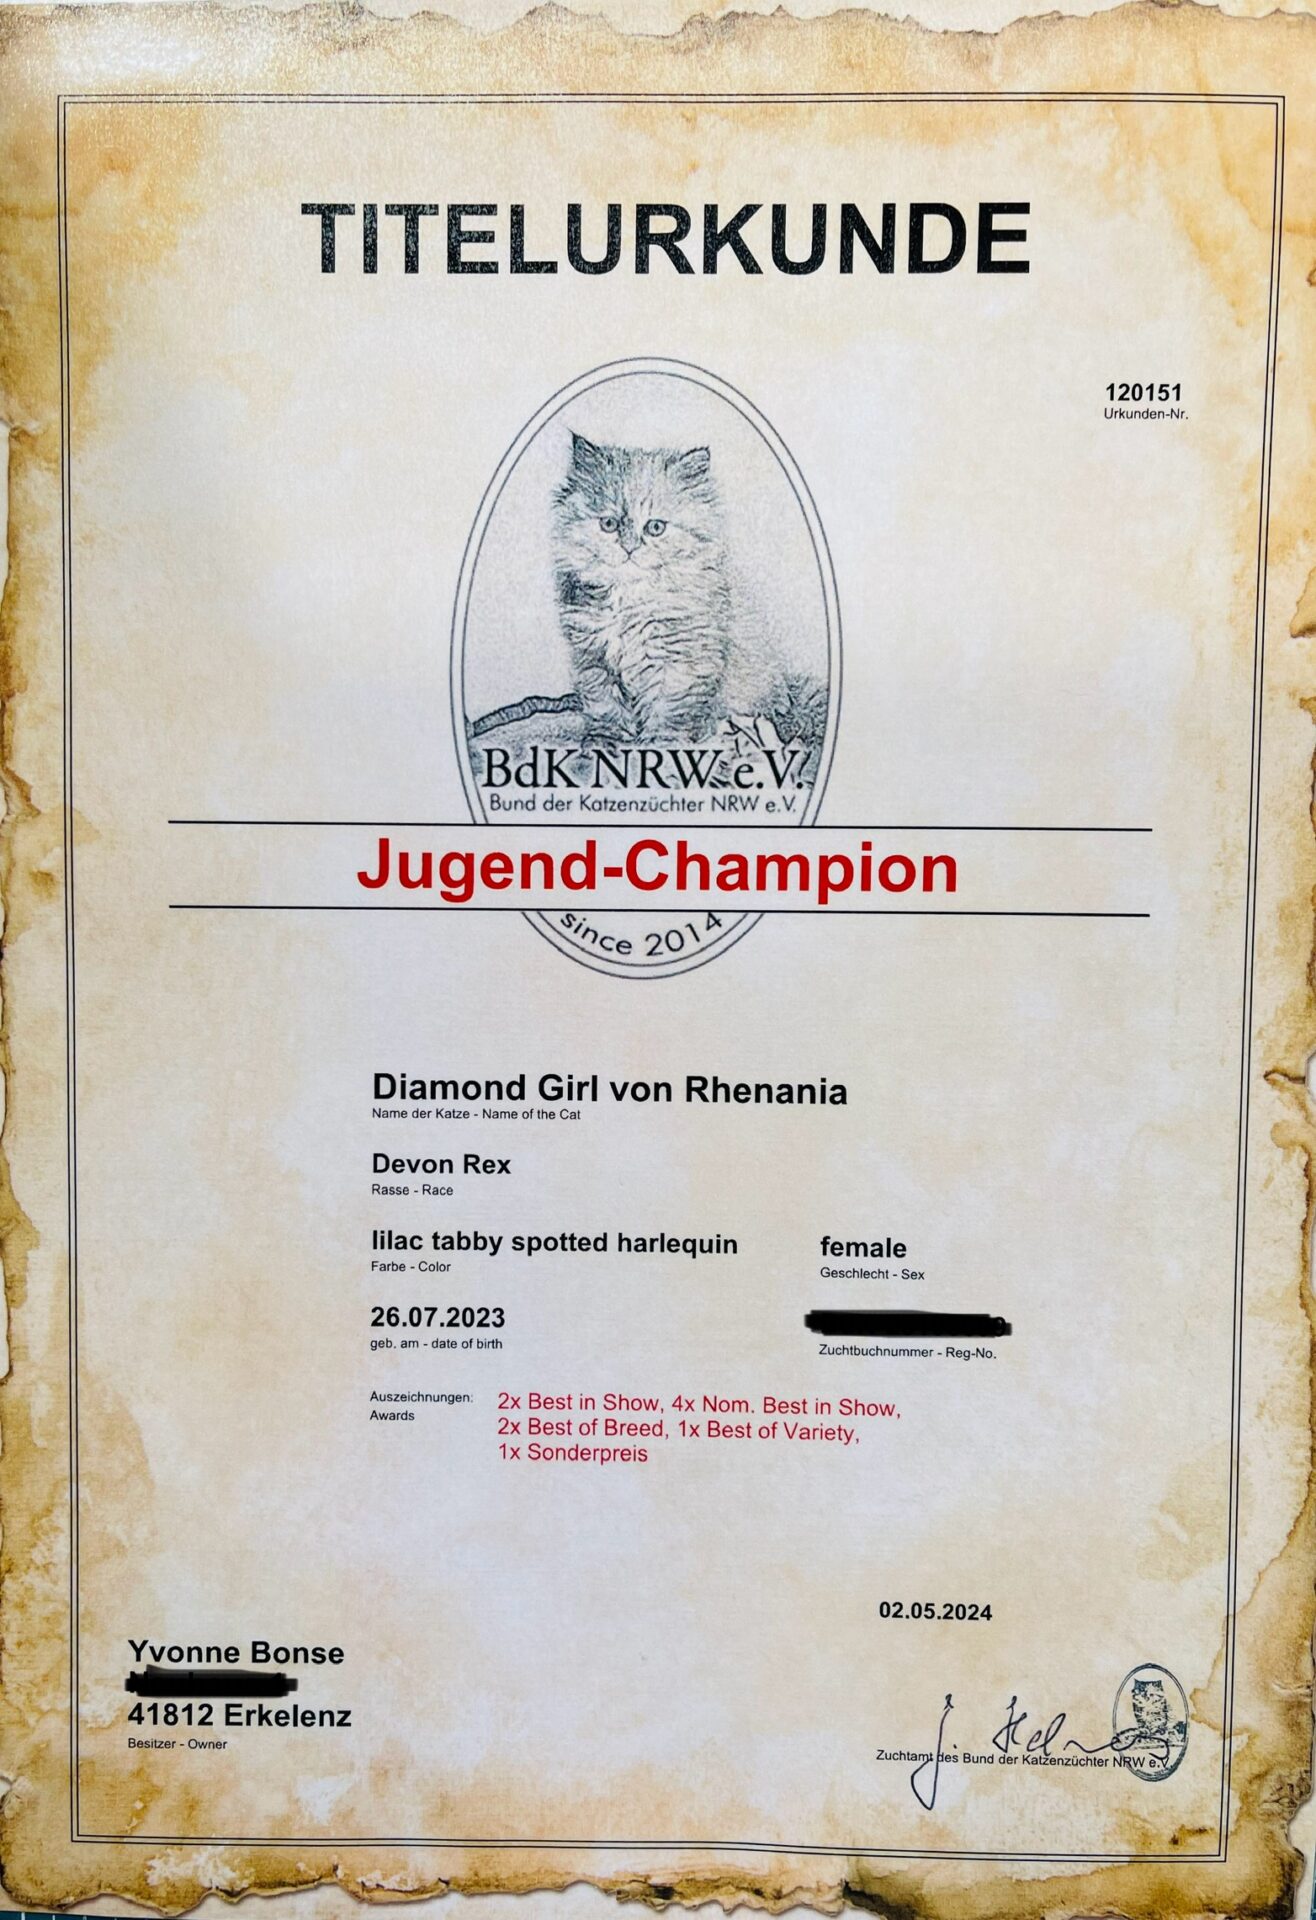 TITELURKUNDE
120151
Urkunden-Nr.
BdK NRW e.V.
Bund der Katzenzüchter NRW e.V.
Jugend-Champion
since 2014
Diamond Girl von Rhenania
Name der Katze - Name of the Cat
Devon Rex
Rasse - Race
lilac tabby spotted harlequin
Farbe - Color
female
Geschlecht - Sex
26.07.2023
geb. am - date of birth
Zuchtbuchnummer - Reg-No.
Auszeichnungen:
Awards
2x Best in Show, 4x Nom. Best in Show,
2x Best of Breed, 1x Best of Variety,
1x Sonderpreis
02.05.2024
Yvonne Bonse
41812 Erkelenz
Besitzer - Owner
Zuchtamt des Bund der Katzenzüchter NRW e.V.